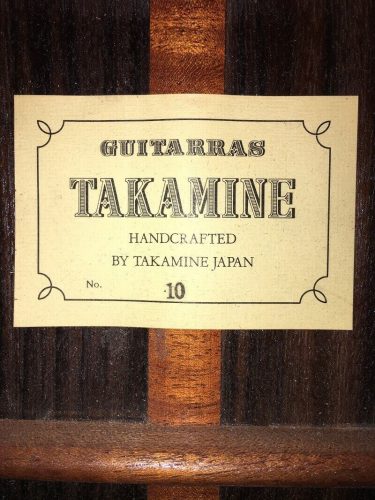 GUITARRAS
TAKAMINE
HANDCRAFTED
BY TAKAMINE JAPAN
No. 10